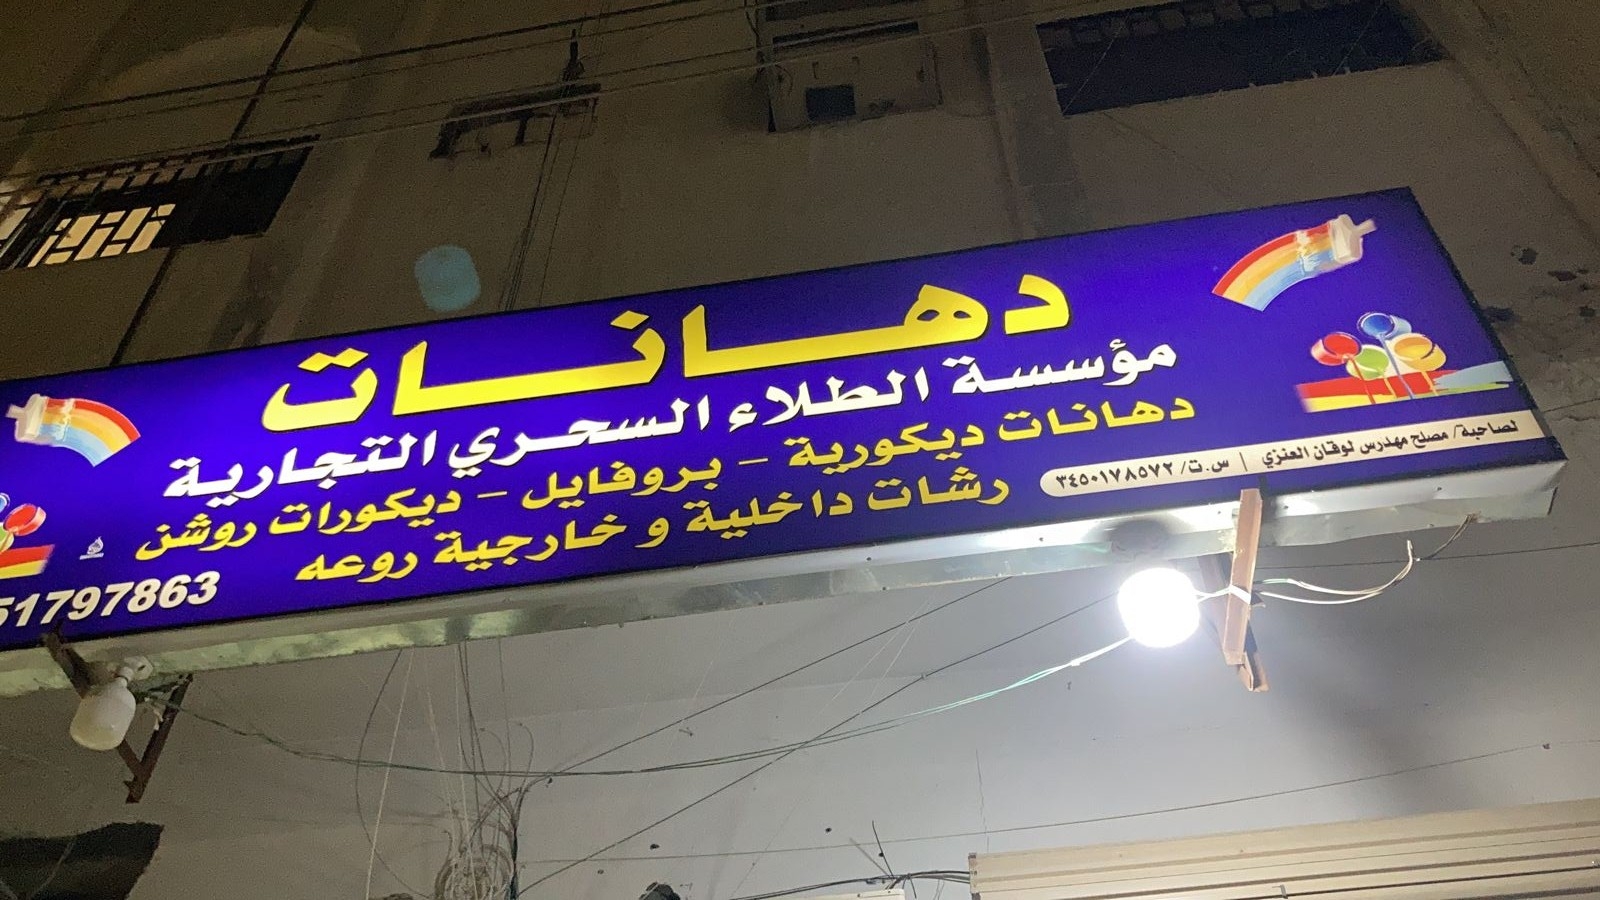 دهانات
مؤسسة الطلاء السحري التجارية
دهانات ديكورية - بروفايل - ديكورات روشن
رشات داخلية و خارجية روعه
لصاحبة/ مصلح مهدرس لوقان العنزي | س.ت/ ٣٤٥٠١٧٨٥٧٢
51797863